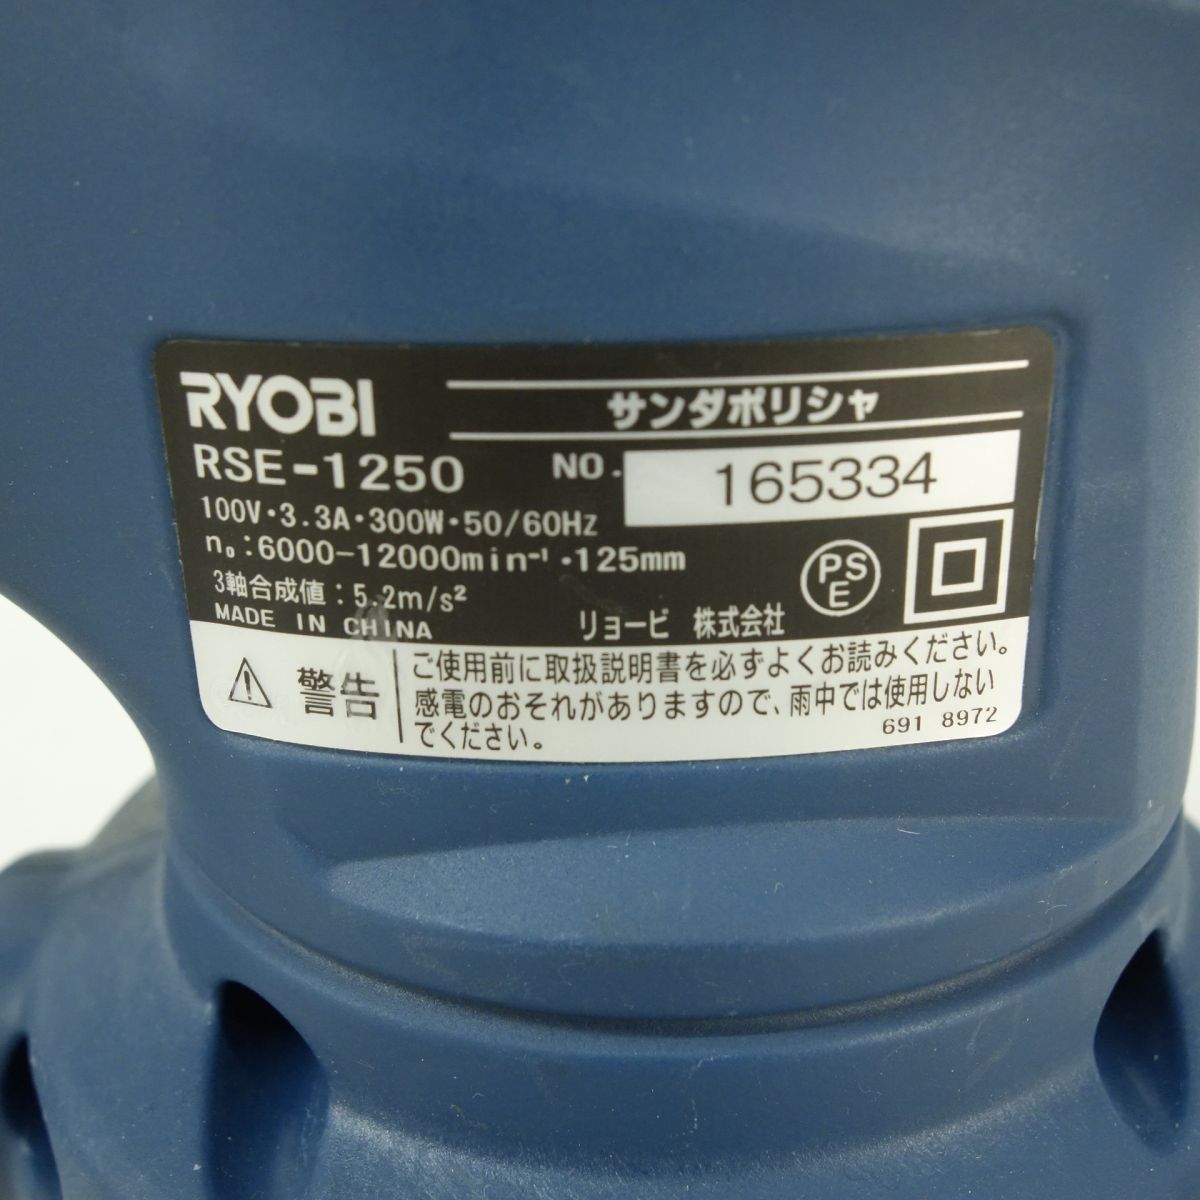 RYOBI
サンダポリシャ
RSE-1250
NO. 165334
100V・3.3A・300W・50/60Hz
n₀:6000-12000min⁻¹・125mm
3軸合成値:5.2m/s²
PSE
MADE IN CHINA
リョービ 株式会社
警告
ご使用前に取扱説明書を必ずよくお読みください。
感電のおそれがありますので、雨中では使用しない
でください。
691 8972